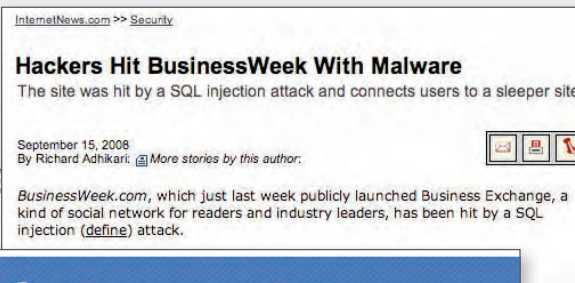 InternetNews.com >> Security
Hackers Hit BusinessWeek With Malware
The site was hit by a SQL injection attack and connects users to a sleeper site
September 15, 2008
By Richard Adhikari: More stories by this author:
BusinessWeek.com, which just last week publicly launched Business Exchange, a
kind of social network for readers and industry leaders, has been hit by a SQL
injection (define) attack.